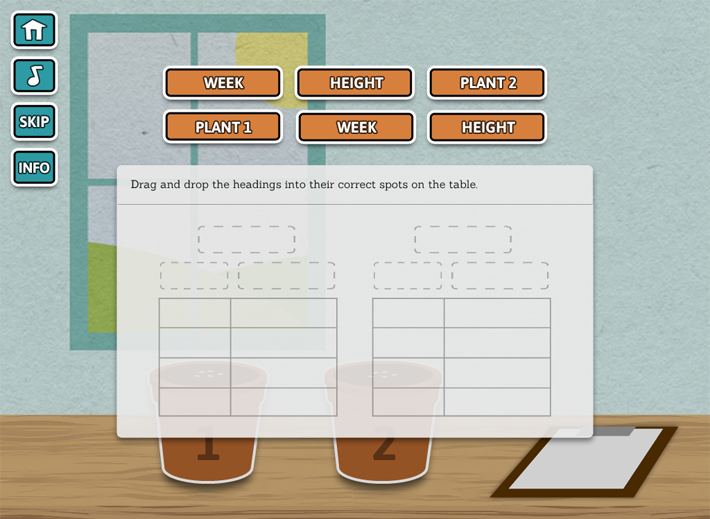 SKIP
INFO
WEEK HEIGHT PLANT 2
PLANT 1 WEEK HEIGHT
Drag and drop the headings into their correct spots on the table.
1 2